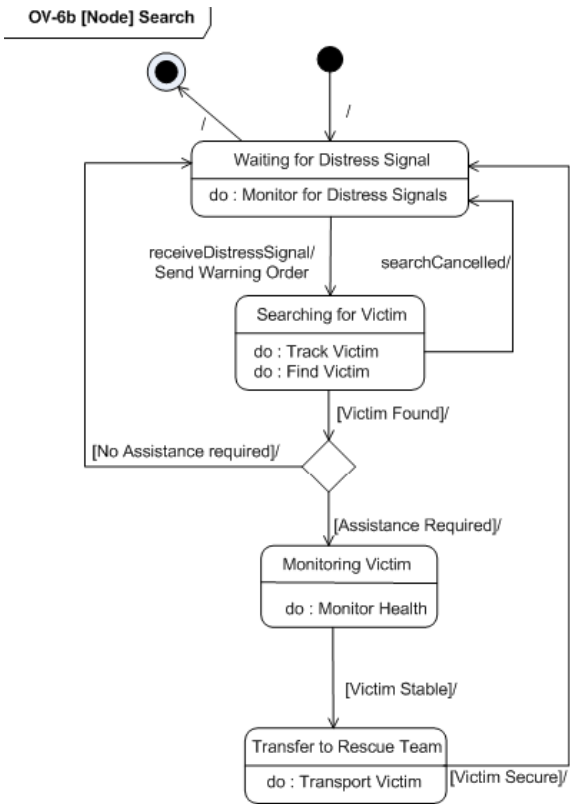 OV-6b [Node] Search
/
/
Waiting for Distress Signal
do : Monitor for Distress Signals
receiveDistressSignal/
Send Warning Order
searchCancelled/
Searching for Victim
do : Track Victim
do : Find Victim
[Victim Found]/
[No Assistance required]/
[Assistance Required]/
Monitoring Victim
do : Monitor Health
[Victim Stable]/
Transfer to Rescue Team
do : Transport Victim
[Victim Secure]/